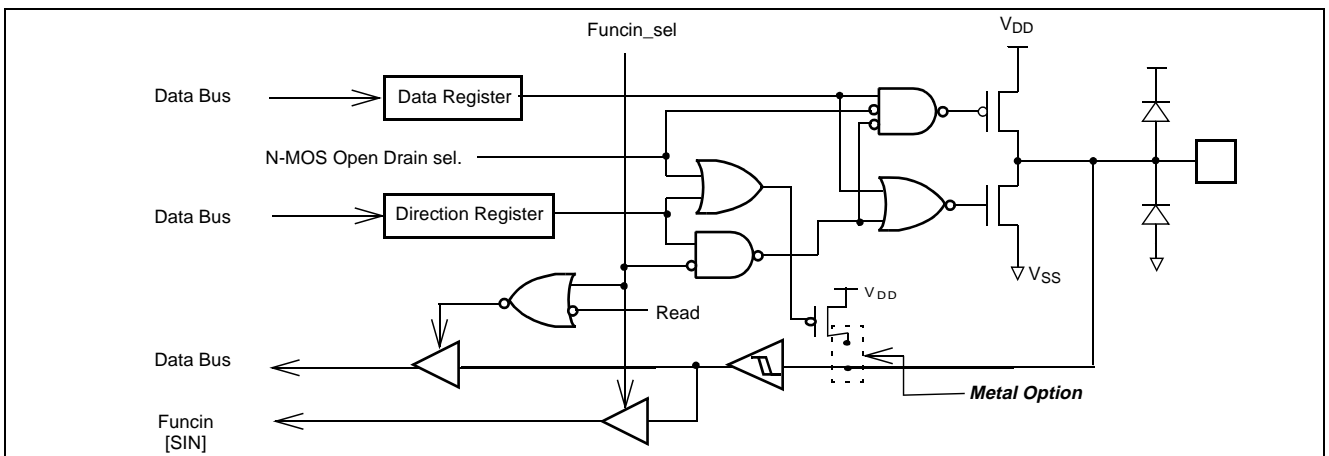 Funcin_sel
VDD
Data Bus
Data Register
N-MOS Open Drain sel.
Data Bus
Direction Register
VSS
VDD
Read
Data Bus
Metal Option
Funcin
[SIN]